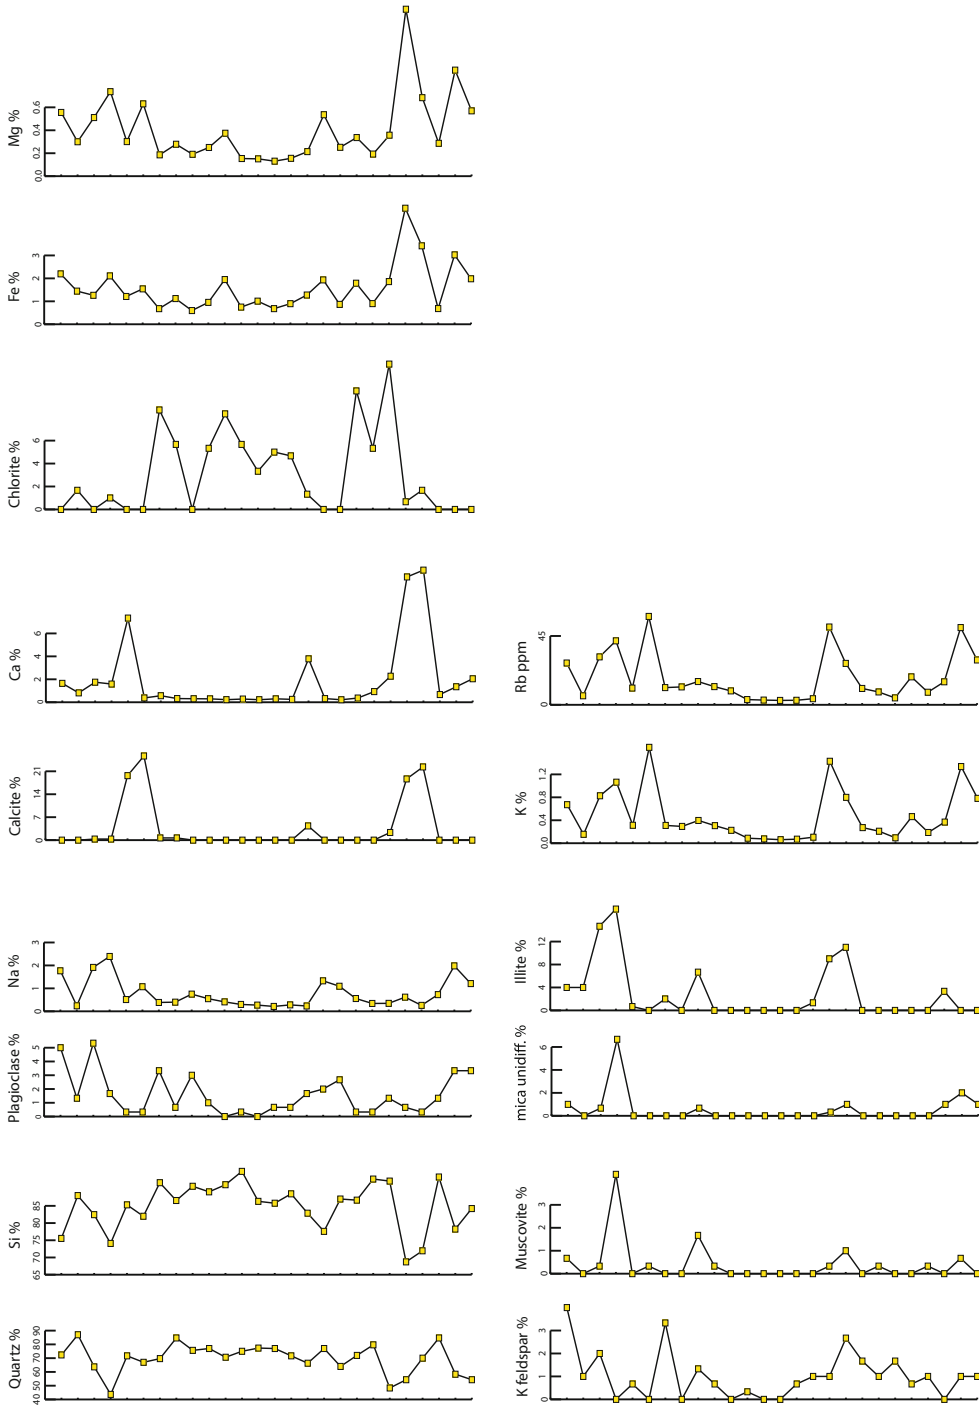 Mg %
0.0 0.2 0.4 0.6
Fe %
0 1 2 3
Chlorite %
0 2 4 6
Ca %
0 2 4 6
Calcite %
0 7 14 21
Na %
0 1 2 3
Plagioclase %
0 1 2 3 4 5
Si %
65 70 75 80 85
Quartz %
40 50 60 70 80 90
Rb ppm
0 45
K %
0.0 0.4 0.8 1.2
Illite %
0 4 8 12
mica unidiff. %
0 2 4 6
Muscovite %
0 1 2 3
K feldspar %
0 1 2 3